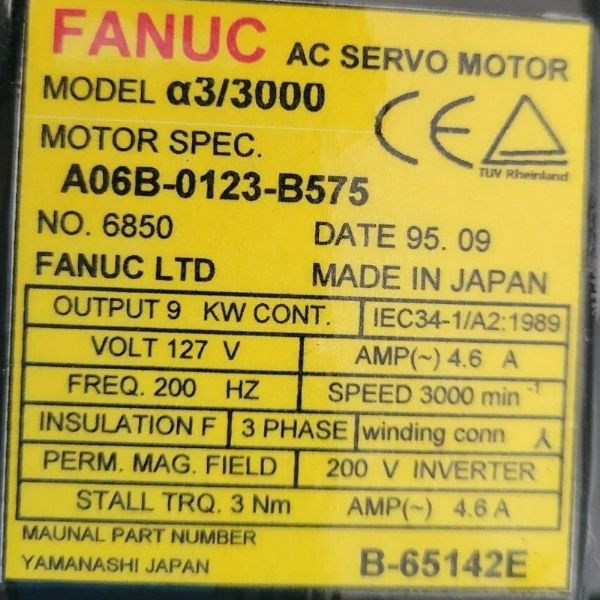 FANUC AC SERVO MOTOR
MODEL α3/3000
MOTOR SPEC.
A06B-0123-B575
CE
TUV Rheinland
NO. 6850 DATE 95. 09
FANUC LTD MADE IN JAPAN
OUTPUT 9 KW CONT. IEC34-1/A2:1989
VOLT 127 V AMP(~) 4.6 A
FREQ. 200 HZ SPEED 3000 min⁻¹
INSULATION F 3 PHASE winding conn
PERM. MAG. FIELD 200 V INVERTER
STALL TRQ. 3 Nm AMP(~) 4.6 A
MAUNAL PART NUMBER
YAMANASHI JAPAN B-65142E